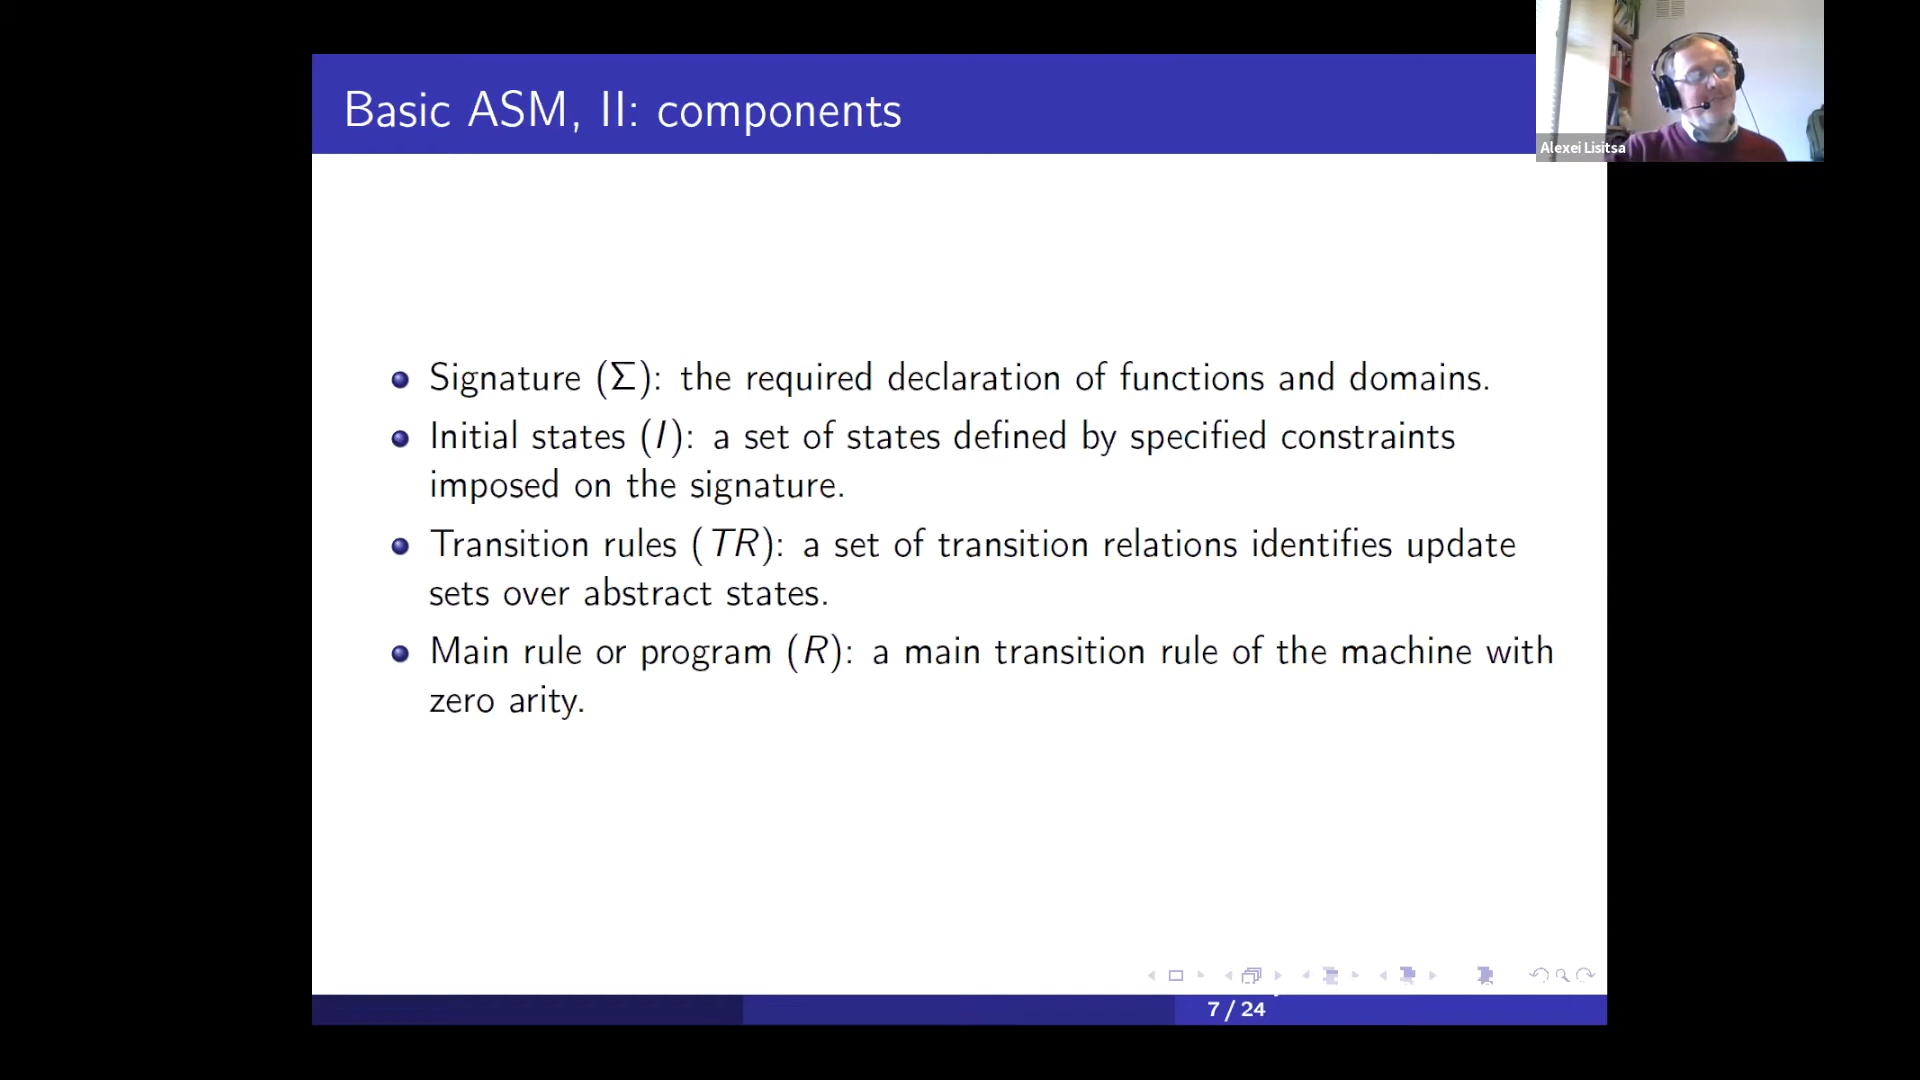 Basic ASM, II: components
Alexei Lisitsa
Signature (Σ): the required declaration of functions and domains.
Initial states (I): a set of states defined by specified constraints
imposed on the signature.
Transition rules (TR): a set of transition relations identifies update
sets over abstract states.
Main rule or program (R): a main transition rule of the machine with
zero arity.
7 / 24